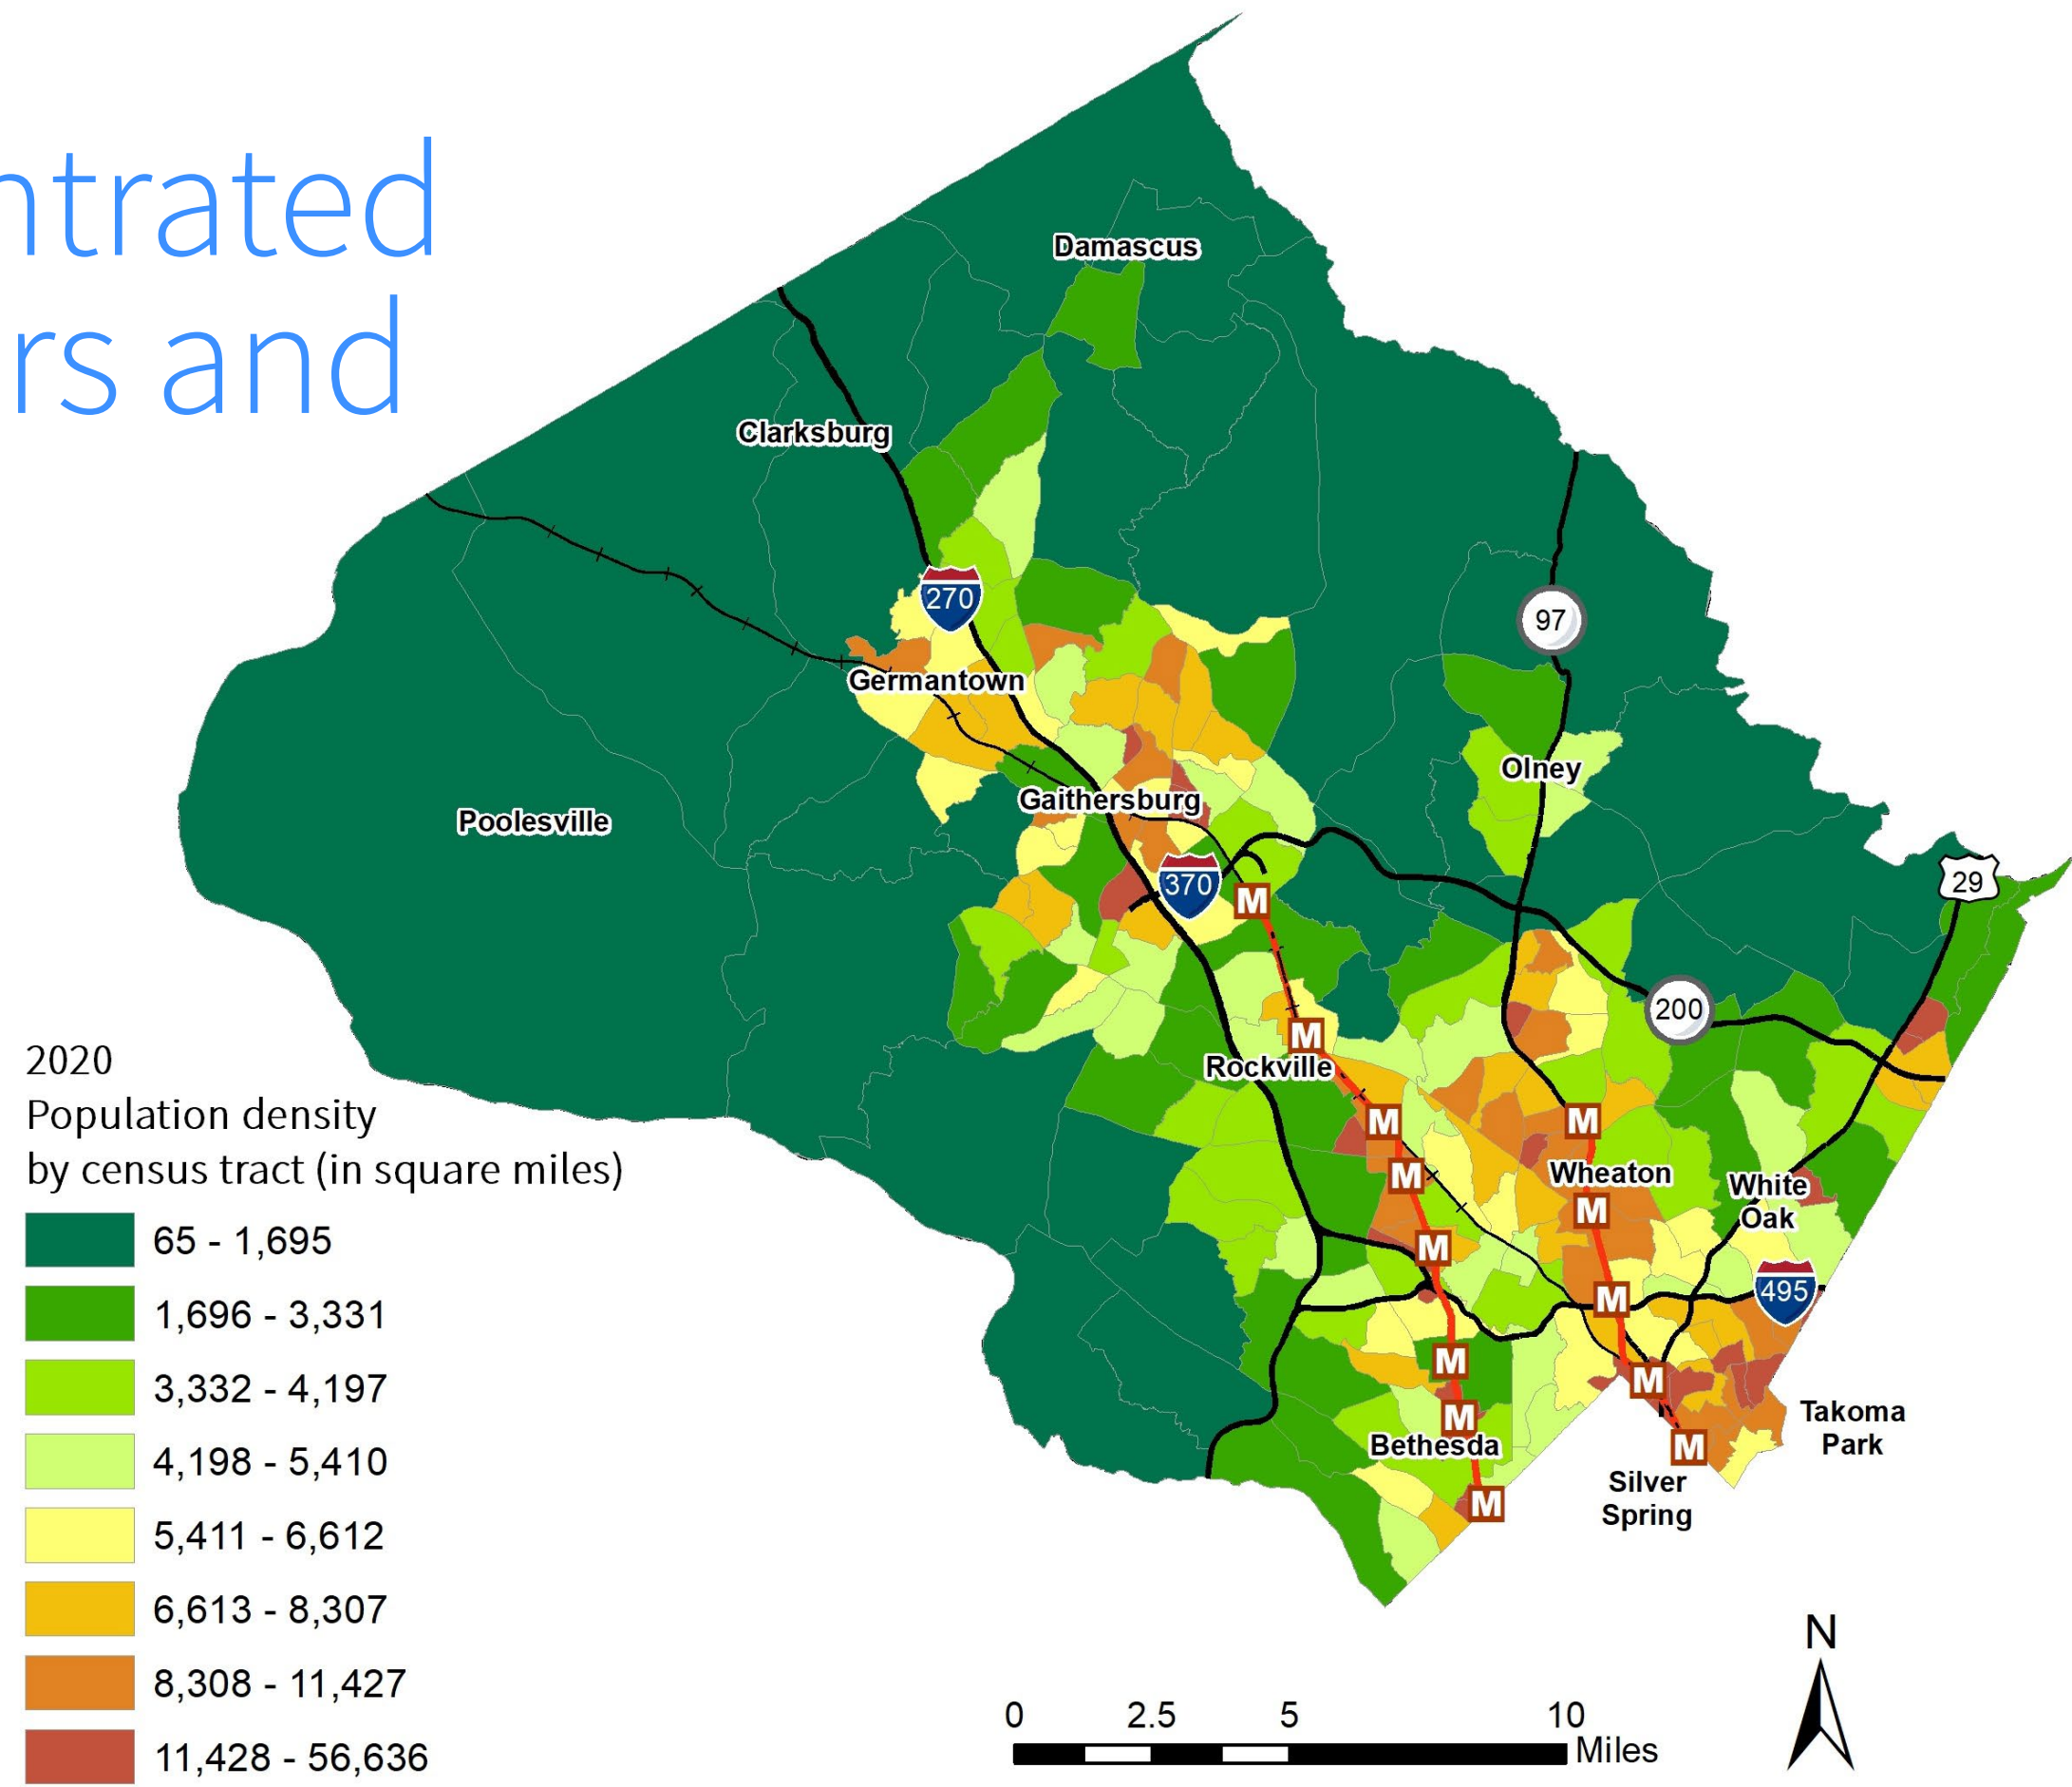 ntrated
rs and
Damascus
Clarksburg
270
97
Germantown
Olney
Gaithersburg
Poolesville
29
370
M
200
M
Rockville
M
M
M
Wheaton
White
Oak
M
M
495
M
M
M
M
Takoma
Park
Bethesda
M
Silver
Spring
M
2020
Population density
by census tract (in square miles)
65 - 1,695
1,696 - 3,331
3,332 - 4,197
4,198 - 5,410
5,411 - 6,612
6,613 - 8,307
8,308 - 11,427
11,428 - 56,636
0 2.5 5 10
Miles
N